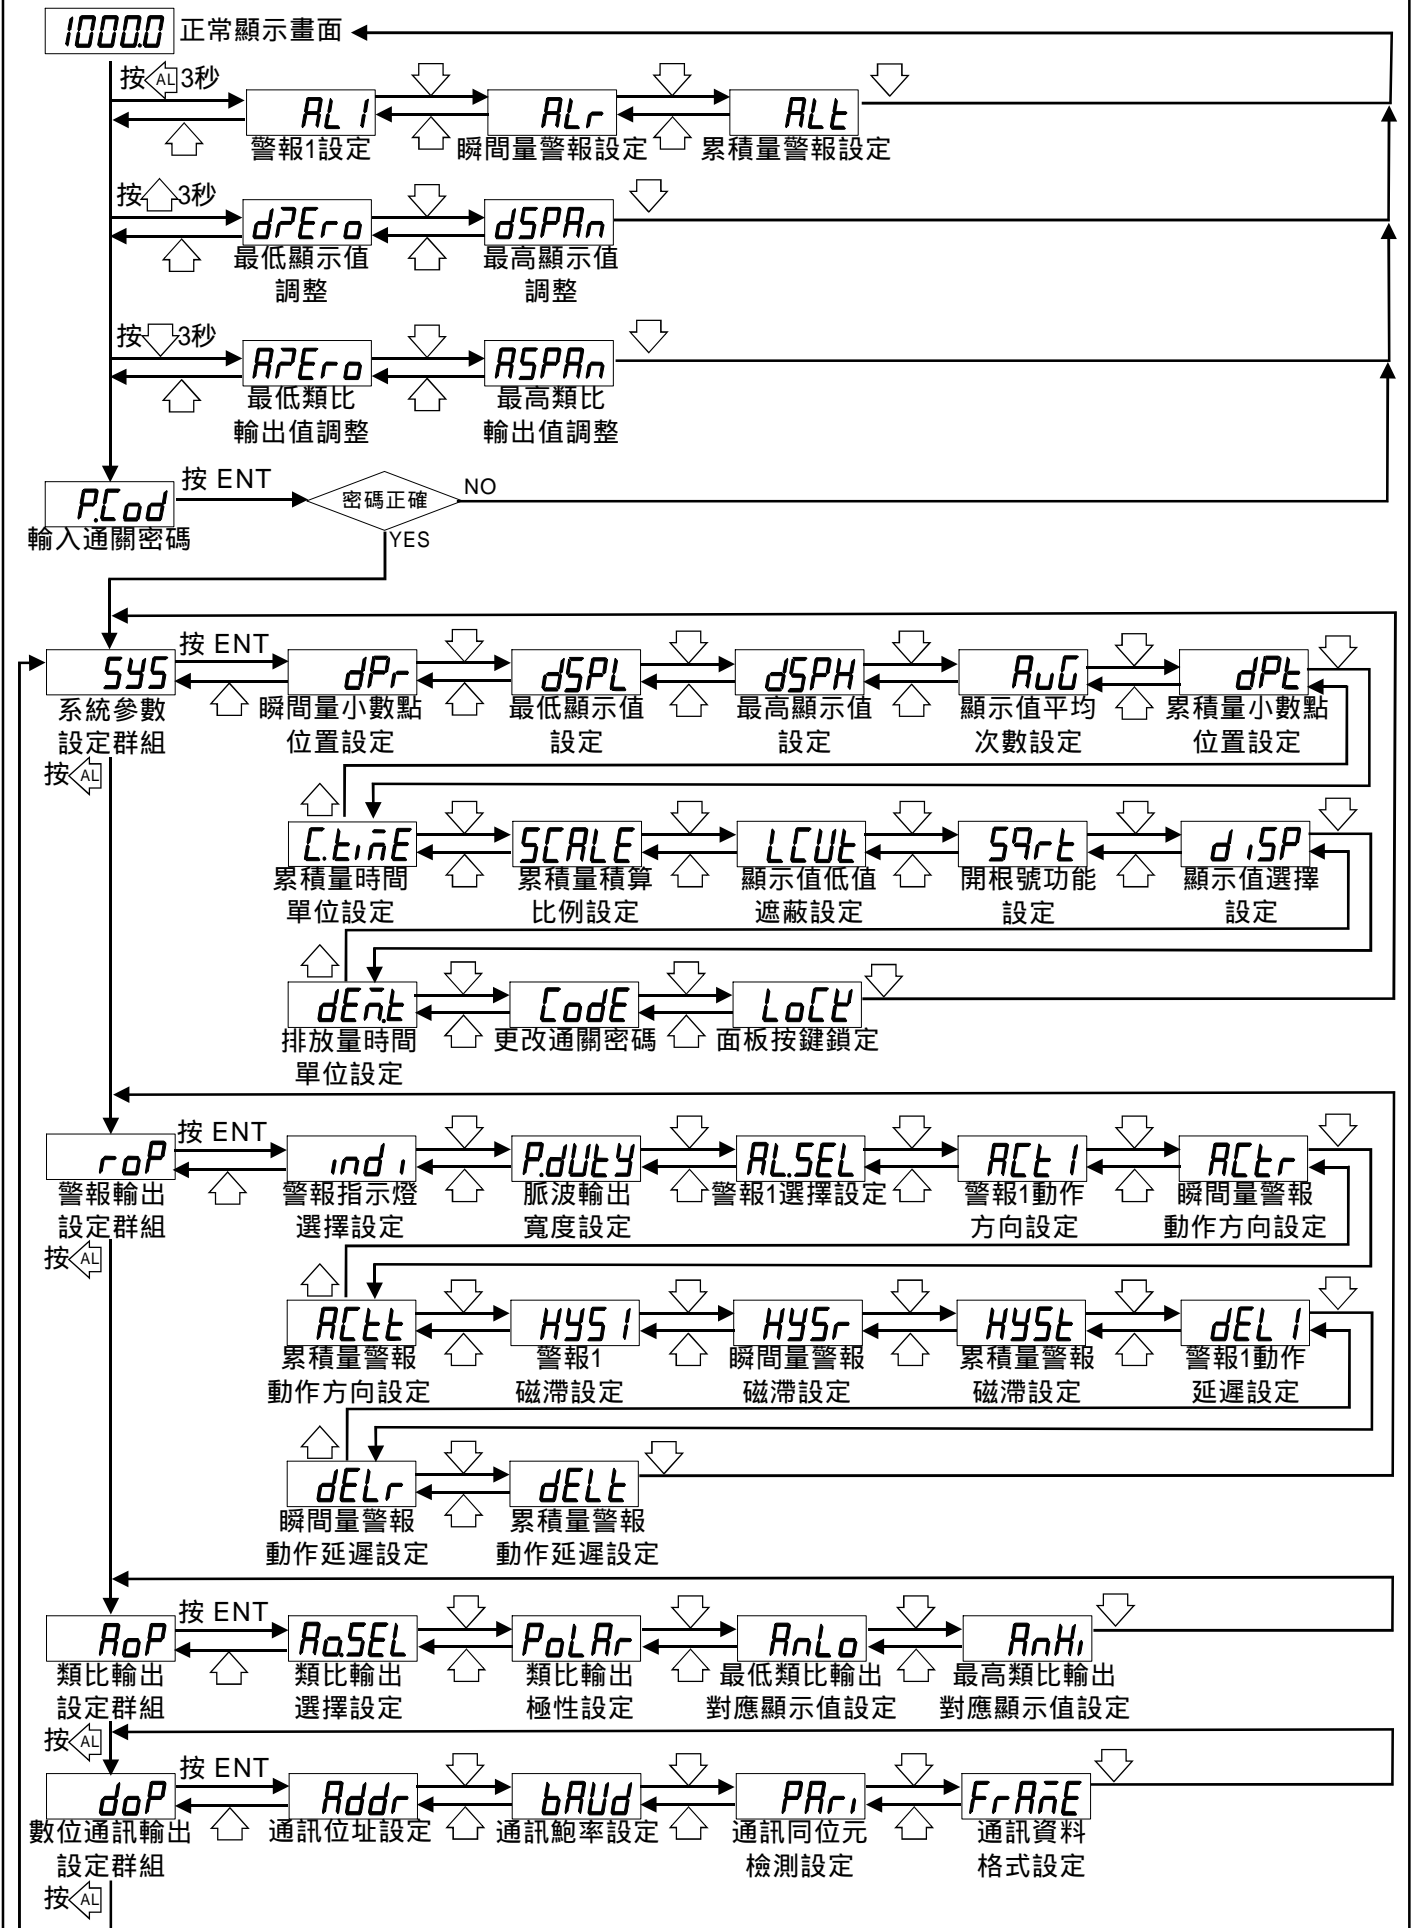 1000.0 正常顯示畫面
按 AL 3秒
AL1 ALr ALt
警報1設定 瞬間量警報設定 累積量警報設定
按 3秒
dZEro dSPAn
最低顯示值 最高顯示值
調整 調整
按 3秒
AZEro ASPAn
最低類比 最高類比
輸出值調整 輸出值調整
P.Cod 按 ENT 密碼正確 NO
輸入通關密碼 YES
按 ENT
SYS dPr dSPL dSPH AvG dPt
系統參數 瞬間量小數點 最低顯示值 最高顯示值 顯示值平均 累積量小數點
設定群組 位置設定 設定 設定 次數設定 位置設定
按 AL
C.timE SCALE LCUt Sqrt diSP
累積量時間 累積量積算 顯示值低值 開根號功能 顯示值選擇
單位設定 比例設定 遮蔽設定 設定 設定
dEm.t CodE LoCK
排放量時間 更改通關密碼 面板按鍵鎖定
單位設定
按 ENT
roP indi P.dUtY AL.SEL ACt1 ACtr
警報輸出 警報指示燈 脈波輸出 警報1選擇設定 警報1動作 瞬間量警報
設定群組 選擇設定 寬度設定 方向設定 動作方向設定
按 AL
ACtt HYS1 HYSr HYSt dEL1
累積量警報 警報1 瞬間量警報 累積量警報 警報1動作
動作方向設定 磁滯設定 磁滯設定 磁滯設定 延遲設定
dELr dELt
瞬間量警報 累積量警報
動作延遲設定 動作延遲設定
按 ENT
AoP Ao.SEL PoLAr AnLo AnHi
類比輸出 類比輸出 類比輸出 最低類比輸出 最高類比輸出
設定群組 選擇設定 極性設定 對應顯示值設定 對應顯示值設定
按 AL
按 ENT
doP Addr bAUd PAri FrAmE
數位通訊輸出 通訊位址設定 通訊鮑率設定 通訊同位元 通訊資料
設定群組 檢測設定 格式設定
按 AL